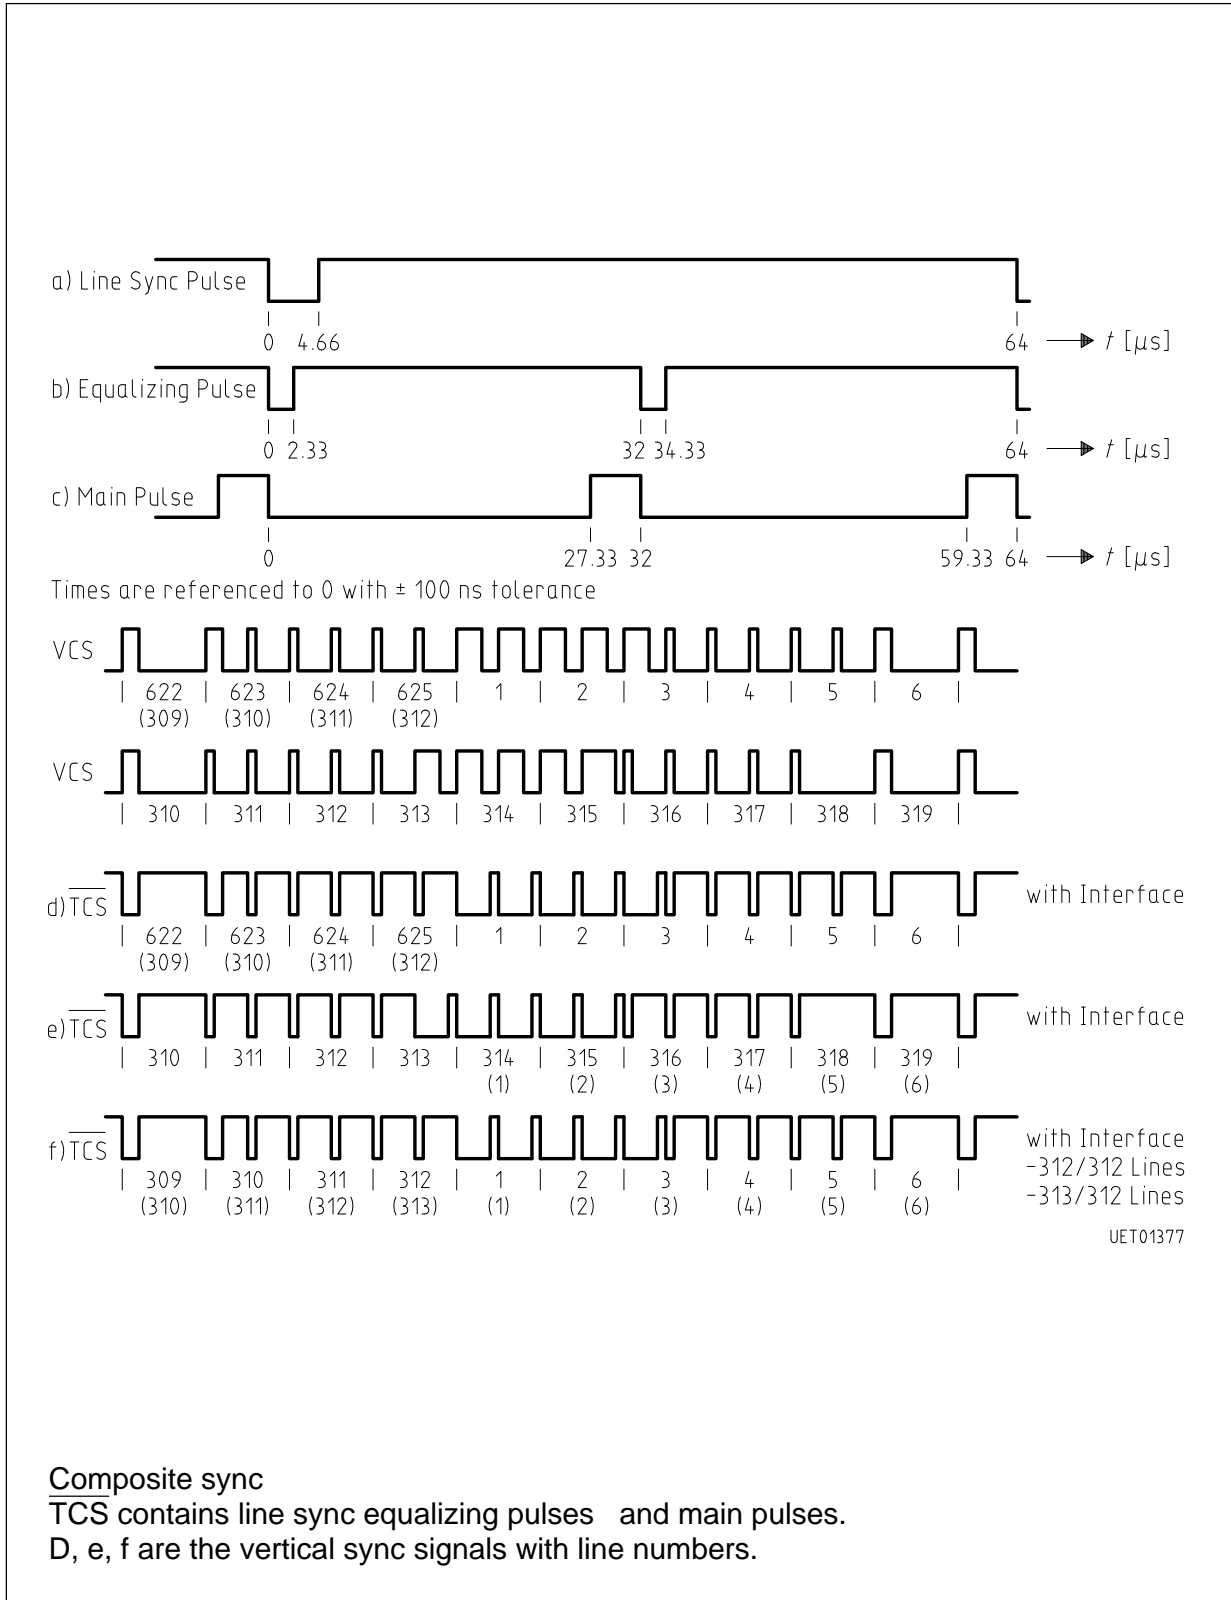 a) Line Sync Pulse
0 4.66 64 t [µs]
b) Equalizing Pulse
0 2.33 32 34.33 64 t [µs]
c) Main Pulse
0 27.33 32 59.33 64 t [µs]
Times are referenced to 0 with ± 100 ns tolerance
VCS
| 622 | 623 | 624 | 625 | 1 | 2 | 3 | 4 | 5 | 6 |
(309) (310) (311) (312)
VCS
| 310 | 311 | 312 | 313 | 314 | 315 | 316 | 317 | 318 | 319 |
d) T̅C̅S̅ with Interface
| 622 | 623 | 624 | 625 | 1 | 2 | 3 | 4 | 5 | 6 |
(309) (310) (311) (312)
e) T̅C̅S̅ with Interface
| 310 | 311 | 312 | 313 | 314 | 315 | 316 | 317 | 318 | 319 |
(1) (2) (3) (4) (5) (6)
f) T̅C̅S̅ with Interface
-312/312 Lines
-313/312 Lines
| 309 | 310 | 311 | 312 | 1 | 2 | 3 | 4 | 5 | 6 |
(310) (311) (312) (313) (1) (2) (3) (4) (5) (6)
UET01377
Composite sync
T̅C̅S̅ contains line sync equalizing pulses and main pulses.
D, e, f are the vertical sync signals with line numbers.